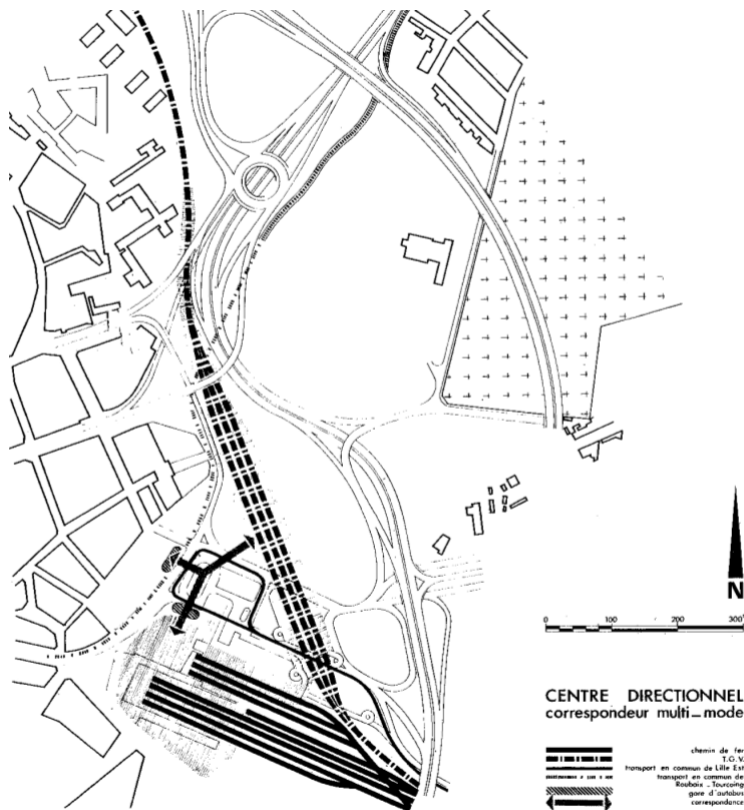 N
0 100 200 300
CENTRE DIRECTIONNEL
correspondeur multi_mode
chemin de fer
T.G.V.
transport en commun de Lille Est
transport en commun de
Roubaix _ Tourcoing
gare d'autobus
correspondance